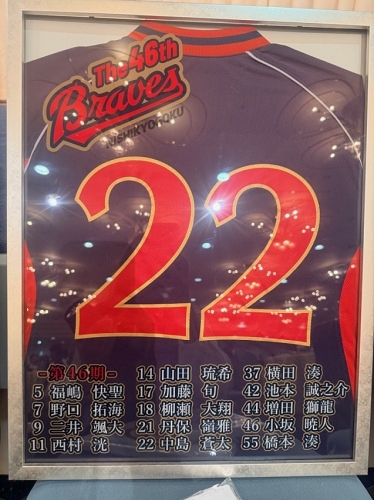 The 46th
Braves
NISHIKYOGOKU
22
-第46期-
5 福嶋 快聖
7 野口 拓海
9 二井 颯大
11 西村 洸
14 山田 琉希
17 加藤 旬
18 柳瀬 大翔
21 丹保 嶺雅
22 中島 蒼太
37 横田 湊
42 池本 誠之介
44 増田 獅龍
46 小坂 暁人
55 橋本 湊